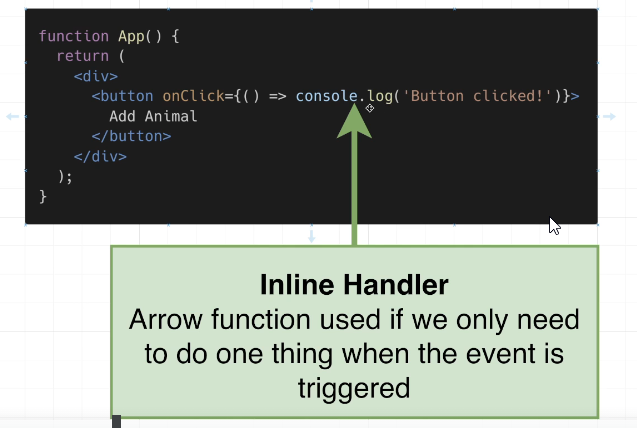 function App() {
  return (
    <div>
      <button onClick={() => console.log('Button clicked!')}>
        Add Animal
      </button>
    </div>
  );
}
Inline Handler
Arrow function used if we only need
to do one thing when the event is
triggered